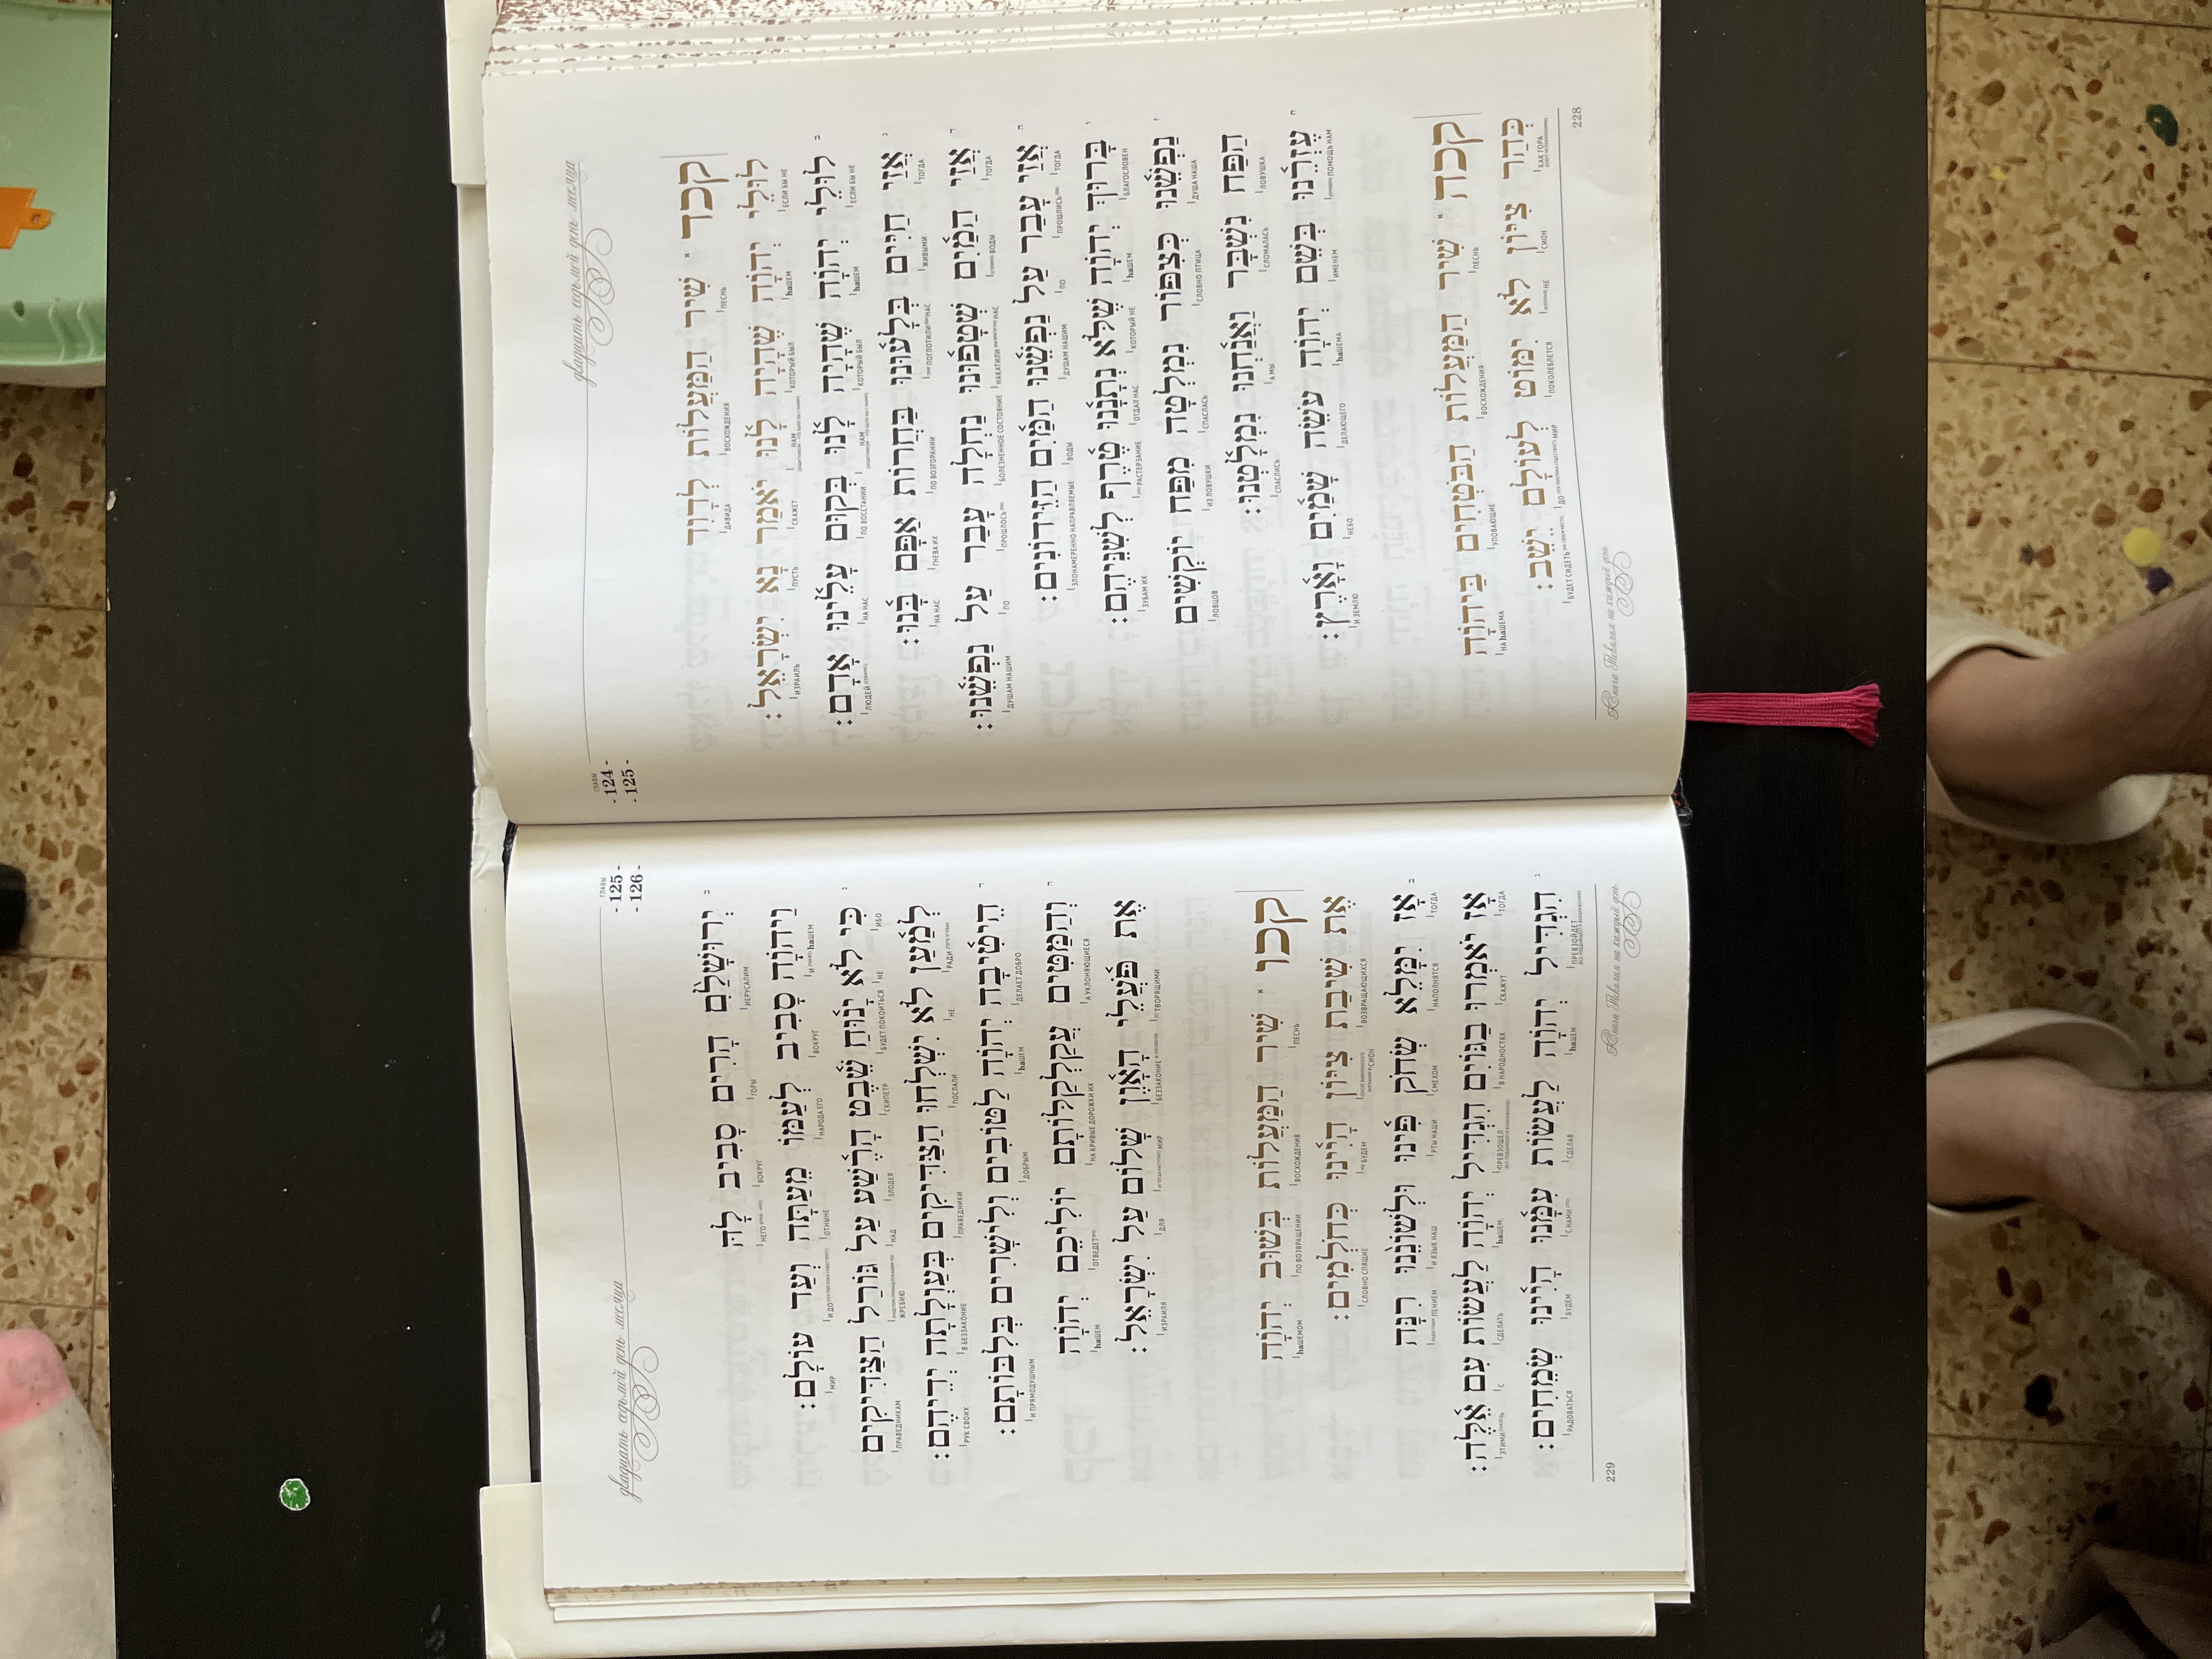 двадцать седьмой день месяца
ГЛАВЫ
- 124 -
- 125 -
קכד א שִׁיר הַמַּעֲלוֹת לְדָוִד
ПЕСНЬ ВОСХОЖДЕНИЯ ДАВИДА
לוּלֵי יְהוָֹה שֶׁהָיָה לָנוּ יֹאמַר נָא יִשְׂרָאֵל:
ЕСЛИ БЫ НЕ haШЕМ КОТОРЫЙ БЫЛ НАМ СКАЖЕТ ПУСТЬ ИЗРАИЛЬ
ב לוּלֵי יְהוָֹה שֶׁהָיָה לָנוּ בְּקוּם עָלֵינוּ אָדָם:
ЕСЛИ БЫ НЕ haШЕМ КОТОРЫЙ БЫЛ НАМ ПО ВОССТАНИИ НА НАС ЛЮДЕЙ
ג אֲזַי חַיִּים בְּלָעוּנוּ בַּחֲרוֹת אַפָּם בָּנוּ:
ТОГДА ЖИВЫМИ ПОГЛОТИЛИ НАС ПО ВОЗГОРАНИИ ГНЕВА ИХ НА НАС
ד אֲזַי הַמַּיִם שְׁטָפוּנוּ נַחְלָה עָבַר עַל נַפְשֵׁנוּ:
ТОГДА ВОДЫ НАКАТИЛИ НАС БОЛЕЗНЕННОЕ СОСТОЯНИЕ ПРОШЛОСЬ ПО ДУШАМ НАШИМ
ה אֲזַי עָבַר עַל נַפְשֵׁנוּ הַמַּיִם הַזֵּידוֹנִים:
ТОГДА ПРОШЛИСЬ ПО ДУШАМ НАШИМ ВОДЫ ЗЛОНАМЕРЕННО НАПРАВЛЯЕМЫЕ
ו בָּרוּךְ יְהוָֹה שֶׁלֹּא נְתָנָנוּ טֶרֶף לְשִׁנֵּיהֶם:
БЛАГОСЛОВЕН haШЕМ КОТОРЫЙ НЕ ОТДАЛ НАС РАСТЕРЗАНИЕ ЗУБАМ ИХ
ז נַפְשֵׁנוּ כְּצִפּוֹר נִמְלְטָה מִפַּח יוֹקְשִׁים
ДУША НАША СЛОВНО ПТИЦА СПАСЛАСЬ ИЗ ЛОВУШКИ ЛОВЦОВ
הַפַּח נִשְׁבָּר וַאֲנַחְנוּ נִמְלָטְנוּ:
ЛОВУШКА СЛОМАЛАСЬ А МЫ СПАСЛИСЬ
ח עֶזְרֵנוּ בְּשֵׁם יְהוָֹה עֹשֵׂה שָׁמַיִם וָאָרֶץ:
ПОМОЩЬ НАМ ИМЕНЕМ haШЕМА ДЕЛАЮЩЕГО НЕБО И ЗЕМЛЮ
קכה א שִׁיר הַמַּעֲלוֹת הַבֹּטְחִים בַּיהוָֹה
ПЕСНЬ ВОСХОЖДЕНИЯ УПОВАЮЩИЕ НА haШЕМА
כְּהַר צִיּוֹן לֹא יִמּוֹט לְעוֹלָם יֵשֵׁב:
КАК ГОРА СИОН НЕ ПОКОЛЕБЛЕТСЯ ДО МИР БУДЕТ СИДЕТЬ
228
Книга Тehилим на каждый день
двадцать седьмой день месяца
ГЛАВЫ
- 125 -
- 126 -
ב יְרוּשָׁלַ͏ִם הָרִים סָבִיב לָהּ
ИЕРУСАЛИМ ГОРЫ ВОКРУГ НЕГО
וַיהוָֹה סָבִיב לְעַמּוֹ מֵעַתָּה וְעַד עוֹלָם:
И haШЕМ ВОКРУГ НАРОДА ЕГО ОТНЫНЕ И ДО МИР
ג כִּי לֹא יָנוּחַ שֵׁבֶט הָרֶשַׁע עַל גּוֹרַל הַצַּדִּיקִים
ИБО НЕ БУДЕТ ПОКОИТЬСЯ СКИПЕТР ЗЛОДЕЯ НАД ЖРЕБИЮ ПРАВЕДНИКАМ
לְמַעַן לֹא יִשְׁלְחוּ הַצַּדִּיקִים בְּעַוְלָתָה יְדֵיהֶם:
РАДИ НЕ ПОСЛАЛИ ПРАВЕДНИКИ В БЕЗЗАКОНИЕ РУК СВОИХ
ד הֵיטִיבָה יְהוָֹה לַטּוֹבִים וְלִישָׁרִים בְּלִבּוֹתָם:
ДЕЛАЕТ ДОБРО haШЕМ ДОБРЫМ И ПРЯМОДУШНЫМ
ה וְהַמַּטִּים עֲקַלְקַלּוֹתָם יוֹלִיכֵם יְהוָֹה
А УКЛОНЯЮЩИЕСЯ НА КРИВЫЕ ДОРОЖКИ ИХ ОТВЕДЕТ haШЕМ
אֶת פֹּעֲלֵי הָאָוֶן שָׁלוֹם עַל יִשְׂרָאֵל:
ТВОРЯЩИМИ БЕЗЗАКОНИЕ МИР ДЛЯ ИЗРАИЛЯ
קכו א שִׁיר הַמַּעֲלוֹת בְּשׁוּב יְהוָֹה
ПЕСНЬ ВОСХОЖДЕНИЯ ПО ВОЗВРАЩЕНИИ haШЕМОМ
אֶת שִׁיבַת צִיּוֹן הָיִינוּ כְּחֹלְמִים:
ВОЗВРАЩАЮЩИХСЯ СИОН БУДЕМ СЛОВНО СПЯЩИЕ
ב אָז יִמָּלֵא שְׂחֹק פִּינוּ וּלְשׁוֹנֵנוּ רִנָּה
ТОГДА НАПОЛНЯТСЯ СМЕХОМ РТЫ НАШИ И ЯЗЫК НАШ ПЕНИЕМ
אָז יֹאמְרוּ בַגּוֹיִם הִגְדִּיל יְהוָֹה לַעֲשׂוֹת עִם אֵלֶּה:
ТОГДА СКАЖУТ В НАРОДНОСТЯХ ПРЕВЗОШЕЛ haШЕМ СДЕЛАТЬ С ЭТИМИ
ג הִגְדִּיל יְהוָֹה לַעֲשׂוֹת עִמָּנוּ הָיִינוּ שְׂמֵחִים:
ПРЕВЗОЙДЕТ haШЕМ СДЕЛАВ С НАМИ БУДЕМ РАДОВАТЬСЯ
Книга Тehилим на каждый день
229